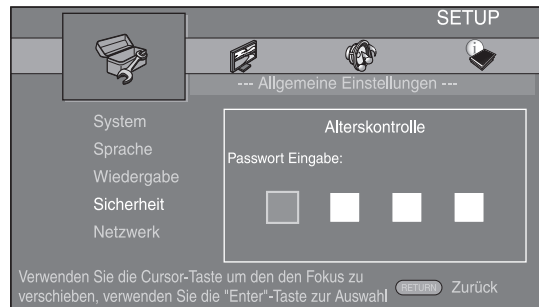 SETUP
--- Allgemeine Einstellungen ---
System
Sprache
Wiedergabe
Sicherheit
Netzwerk
Alterskontrolle
Passwort Eingabe:
Verwenden Sie die Cursor-Taste um den den Fokus zu
verschieben, verwenden Sie die "Enter"-Taste zur Auswahl
RETURN Zurück